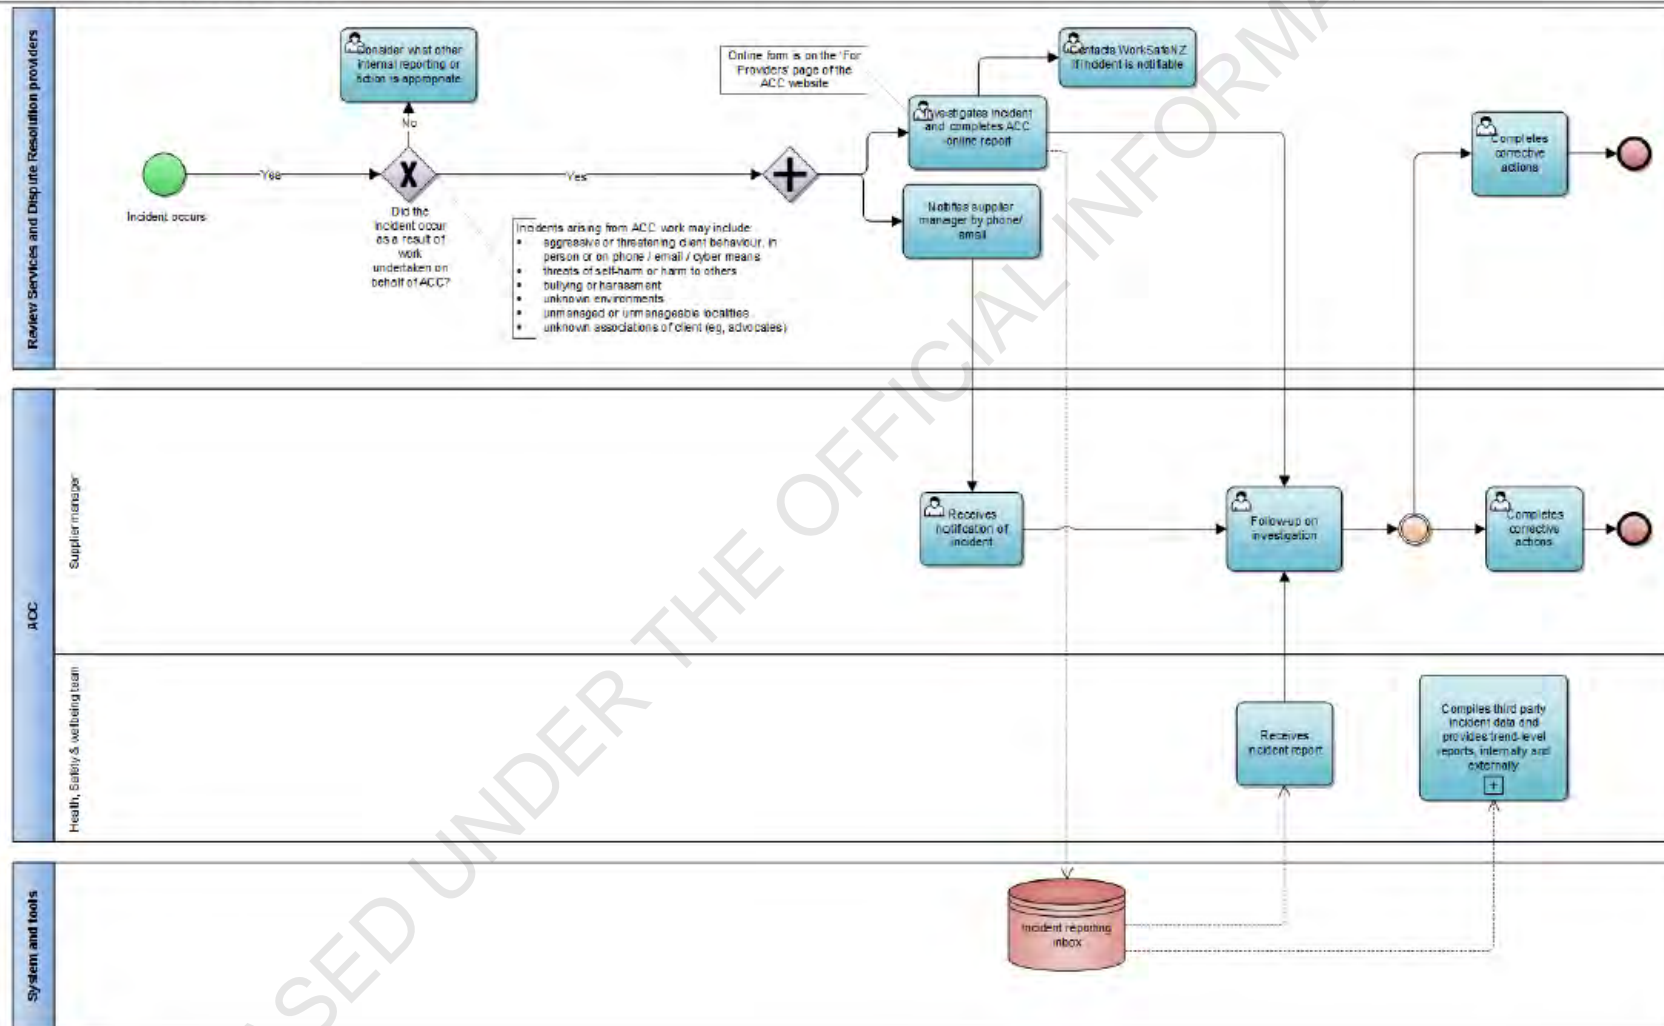 Review Services and Dispute Resolution providers
Consider what other
internal reporting or
action is appropriate
No
Incident occurs
Yes
X
Did the
incident occur
as a result of
work
undertaken on
behalf of ACC?
Yes
Incidents arising from ACC work may include:
• aggressive or threatening client behaviour, in
person or on phone / email / cyber means
• threats of self-harm or harm to others
• bullying or harassment
• unknown environments
• unmanaged or unmanageable localities
• unknown associations of client (eg, advocates)
Online form is on the 'For
Providers' page of the
ACC website
Investigates incident
and completes ACC
online report
Contacts WorkSafeNZ
if incident is notifiable
Notifies supplier
manager by phone/
email
Completes
corrective
actions
ACC
Supplier manager
Receives
notification of
incident
Follow-up on
investigation
Completes
corrective
actions
Health, Safety & wellbeing team
Receives
incident report
Compiles third party
incident data and
provides trend-level
reports, internally and
externally
System and tools
Incident reporting
inbox
SED UNDER THE OFFICIAL INFORMA